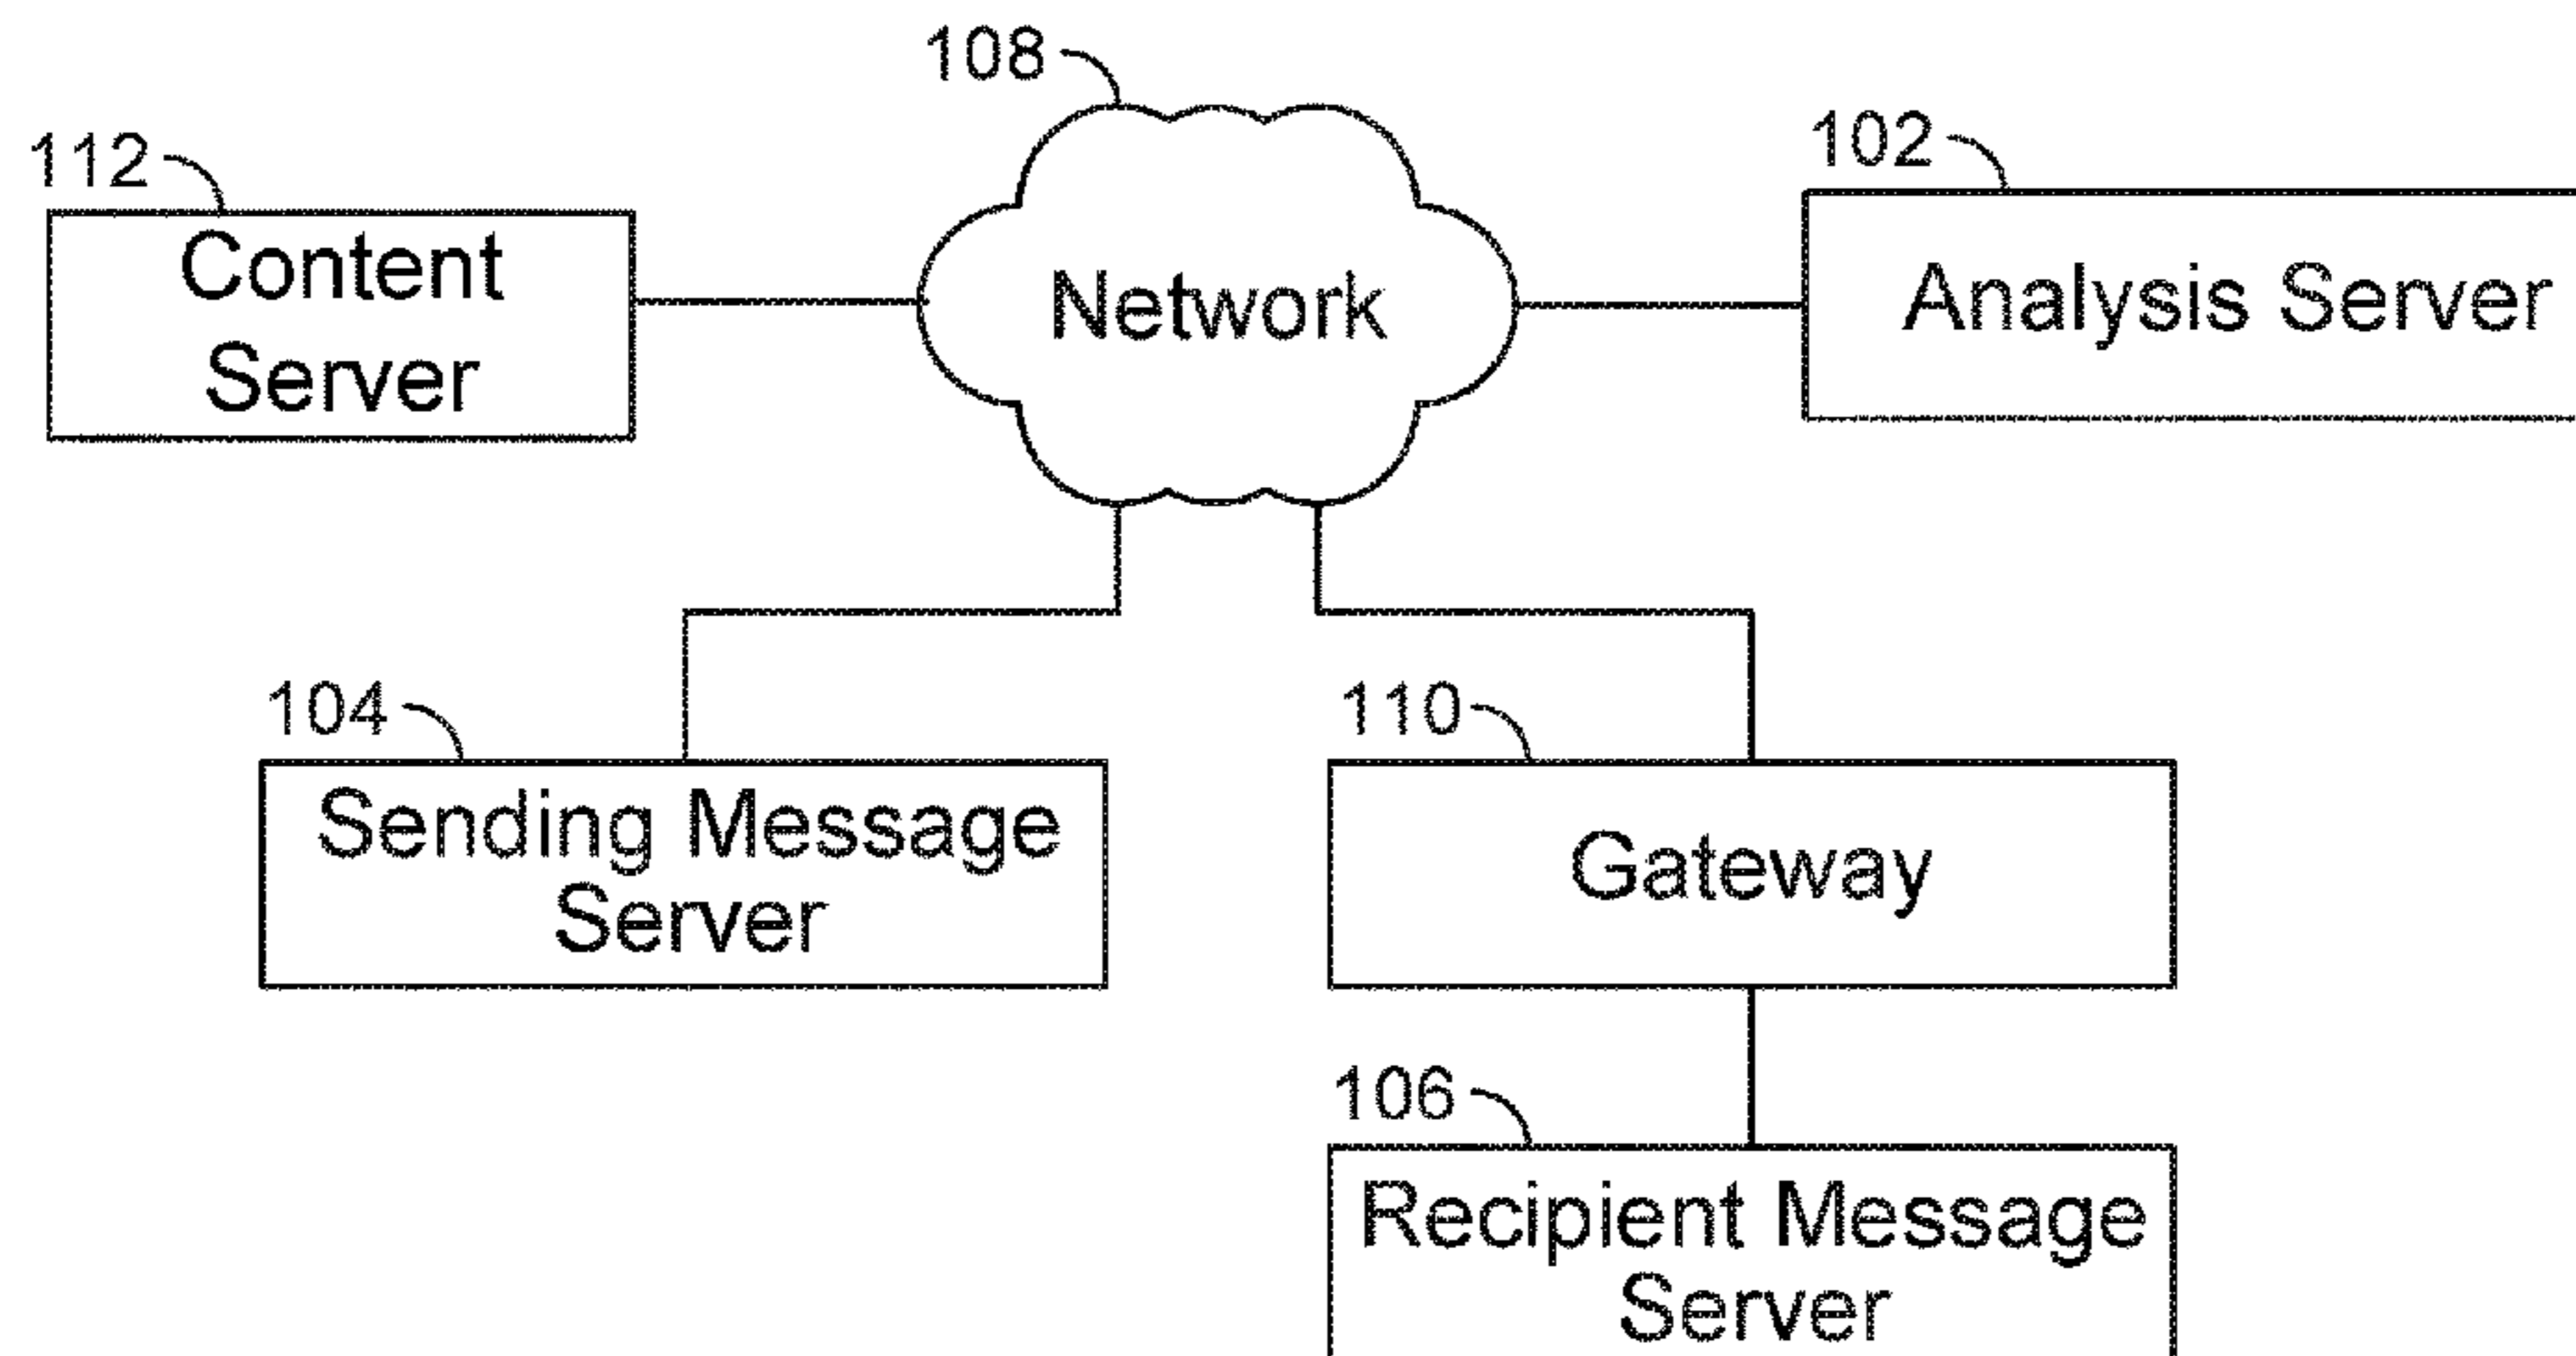 108
112
102
Content
Server
Network
Analysis Server
104
110
Sending Message
Server
Gateway
106
Recipient Message
Server